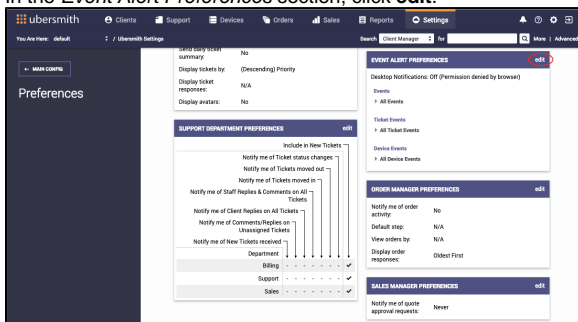 in the Event Alert Preferences section, click edit.
ubersmith
Clients
Support
Devices
Orders
Sales
Reports
Settings
You Are Here: default / Ubersmith Settings
Search Client Manager for
More | Advanced
← MAIN CONFIG
Preferences
Send daily ticket summary: No
Display tickets by: (Descending) Priority
Display ticket responses: N/A
Display avatars: No
SUPPORT DEPARTMENT PREFERENCES edit
Include in New Tickets
Notify me of Ticket status changes
Notify me of Tickets moved out
Notify me of Tickets moved in
Notify me of Staff Replies & Comments on All Tickets
Notify me of Client Replies on All Tickets
Notify me of Comments/Replies on Unassigned Tickets
Notify me of New Tickets received
Department
Billing - - - - - - - ✓
Support - - - - - - - ✓
Sales - - - - - - - ✓
EVENT ALERT PREFERENCES edit
Desktop Notifications: Off (Permission denied by browser)
Events
All Events
Ticket Events
All Ticket Events
Device Events
All Device Events
ORDER MANAGER PREFERENCES edit
Notify me of order activity: No
Default step: N/A
View orders by: N/A
Display order responses: Oldest First
SALES MANAGER PREFERENCES edit
Notify me of quote approval requests: Never